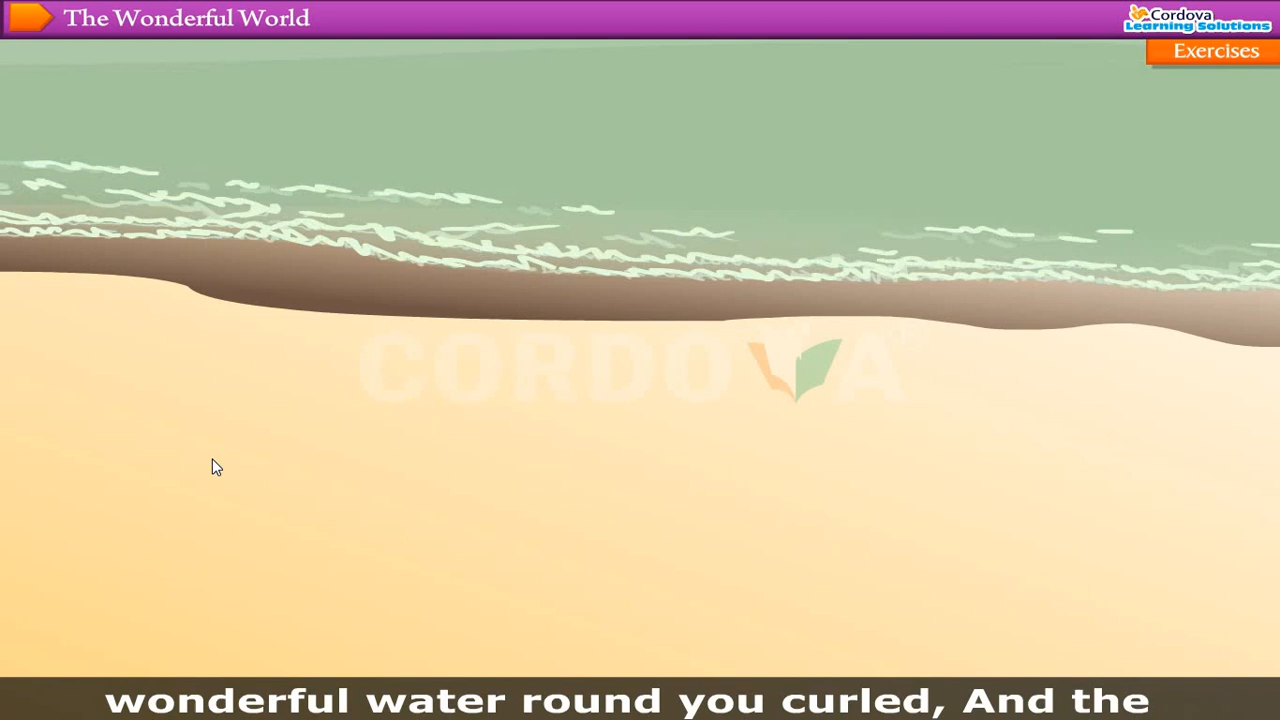 The Wonderful World
Cordova
Learning Solutions
Exercises
CORDOVA
wonderful water round you curled, And the